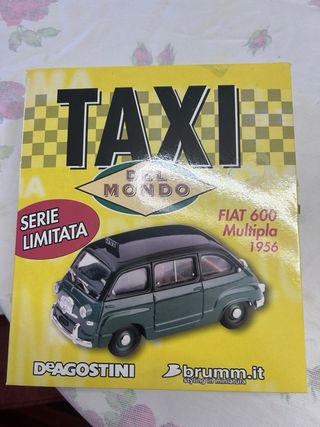 TAXI
DEL
MONDO
SERIE
LIMITATA
FIAT 600
Multipla
1956
DeAGOSTINI
brumm.it
styling in miniatura